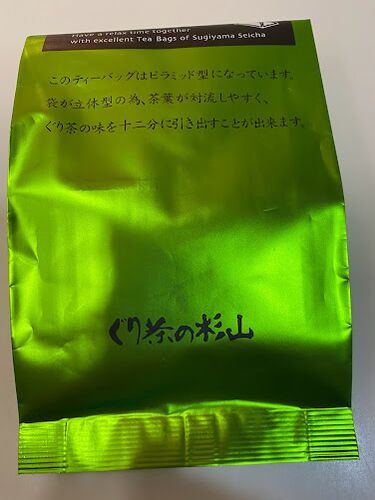 Have a relax time together
with excellent Tea Bags of Sugiyama Seicha
このティーバッグはピラミッド型になっています。
袋が立体型の為、茶葉が対流しやすく、
ぐり茶の味を十二分に引き出すことが出来ます。
ぐり茶の杉山